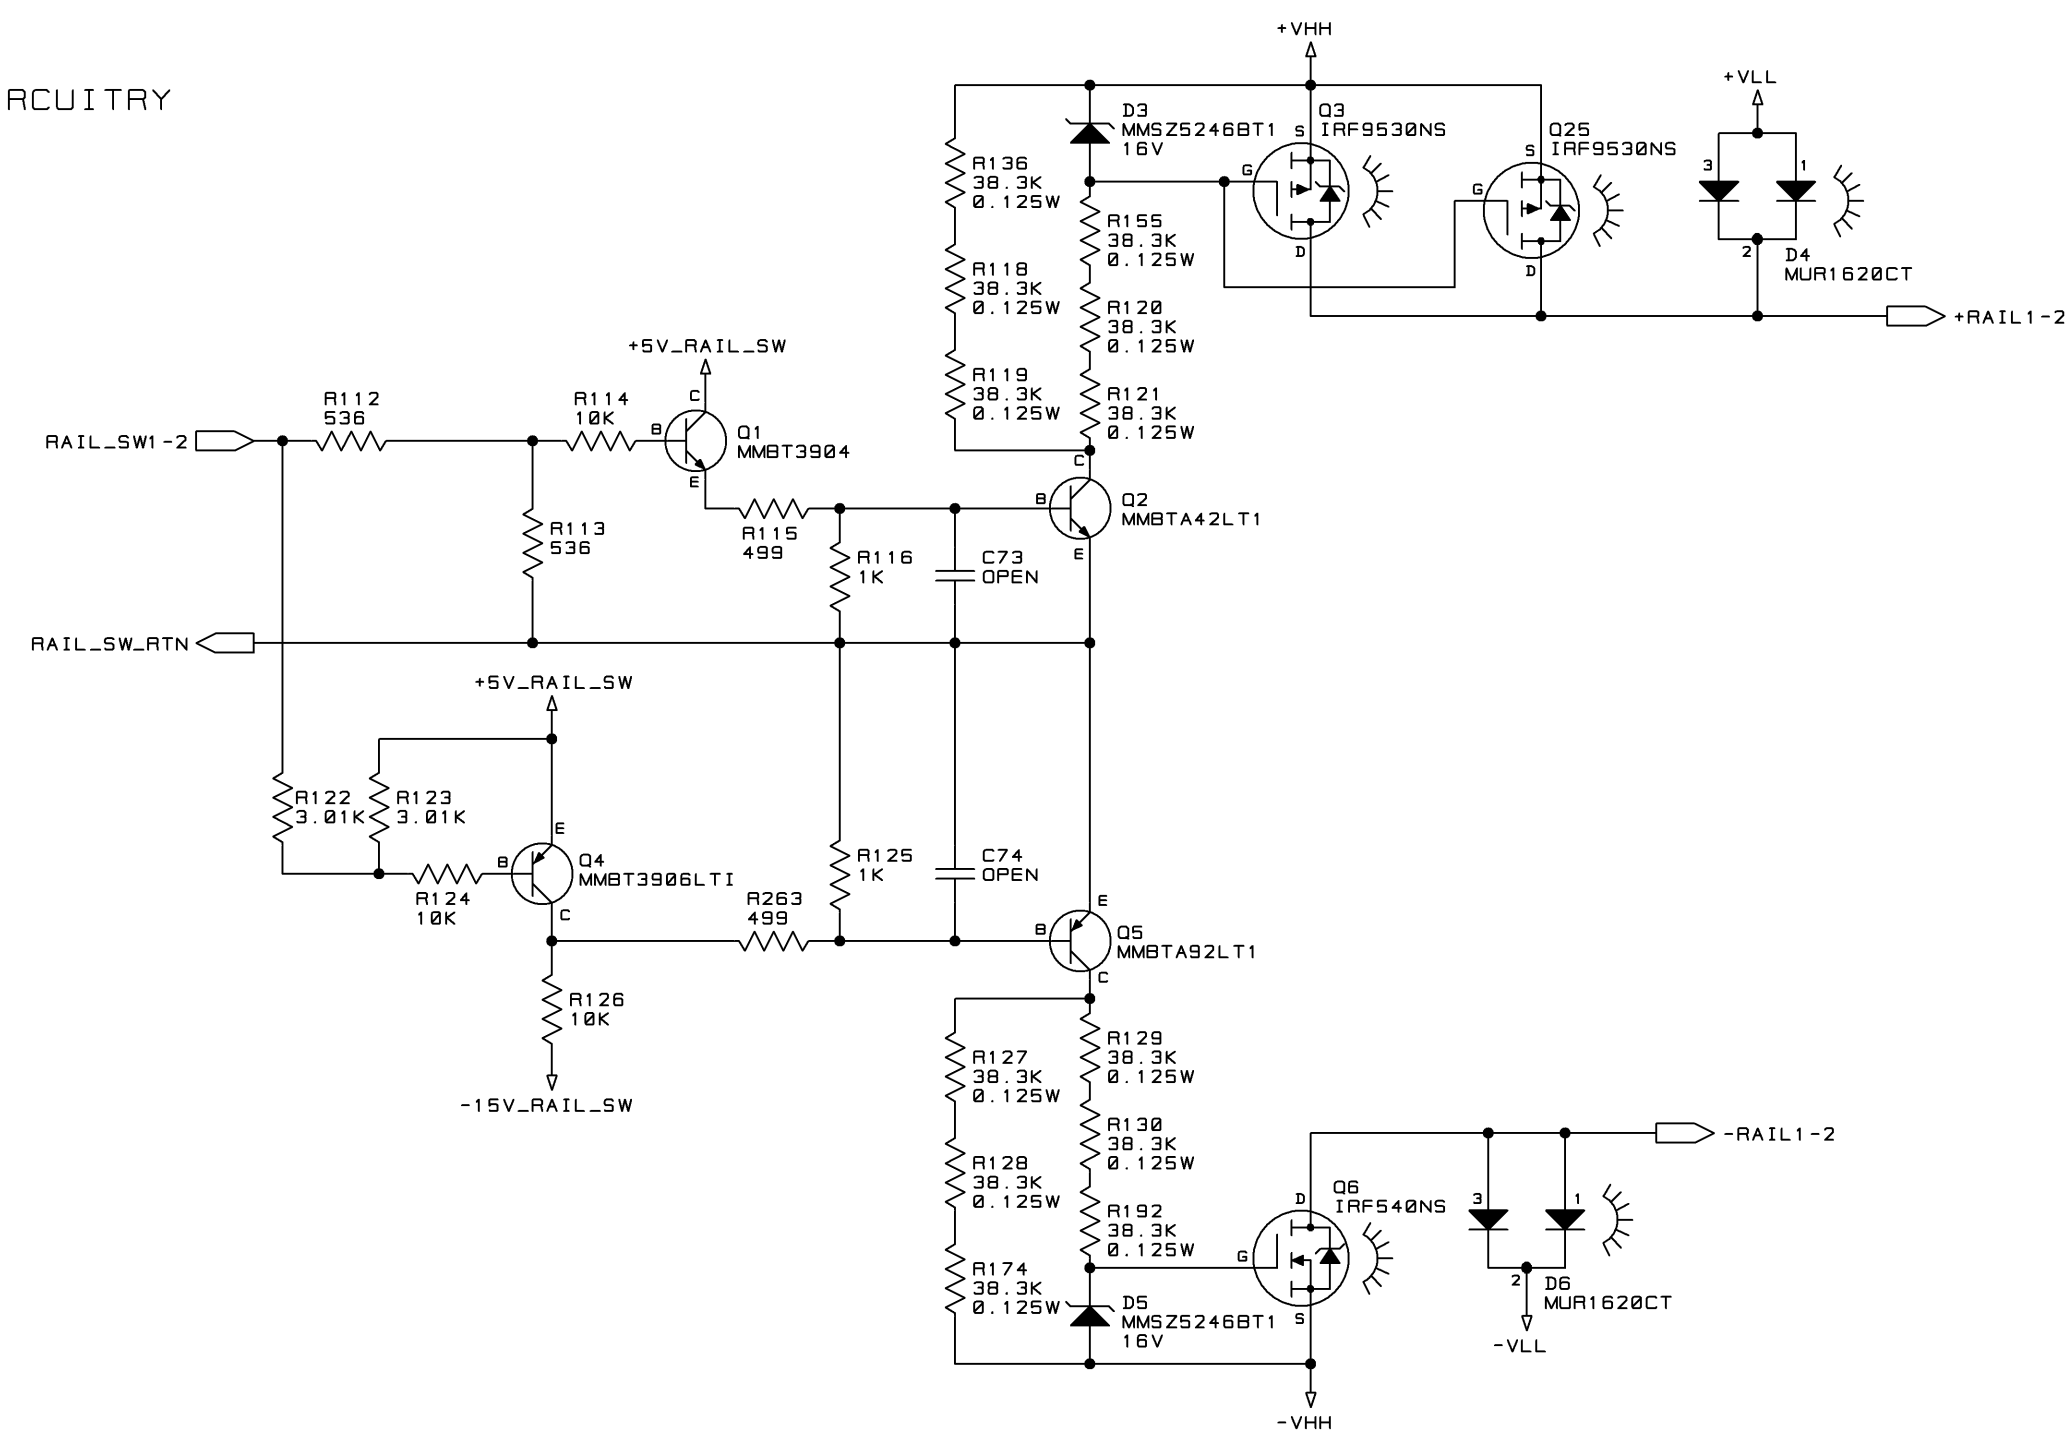 RCUITRY
+VHH
+VLL
D3
MMSZ5246BT1
16V
Q3
IRF9530NS
S
G
D
Q25
IRF9530NS
S
G
D
3
1
2
D4
MUR1620CT
+RAIL1-2
R136
38.3K
0.125W
R155
38.3K
0.125W
R118
38.3K
0.125W
R120
38.3K
0.125W
R119
38.3K
0.125W
R121
38.3K
0.125W
+5V_RAIL_SW
RAIL_SW1-2
R112
536
R114
10K
C
B
E
Q1
MMBT3904
R113
536
R115
499
R116
1K
C73
OPEN
C
B
E
Q2
MMBTA42LT1
RAIL_SW_RTN
+5V_RAIL_SW
R122
3.01K
R123
3.01K
R124
10K
E
B
C
Q4
MMBT3906LTI
R263
499
R125
1K
C74
OPEN
E
B
C
Q5
MMBTA92LT1
R126
10K
-15V_RAIL_SW
R127
38.3K
0.125W
R129
38.3K
0.125W
R128
38.3K
0.125W
R130
38.3K
0.125W
R174
38.3K
0.125W
R192
38.3K
0.125W
D5
MMSZ5246BT1
16V
D
G
S
Q6
IRF540NS
-RAIL1-2
3
1
2
D6
MUR1620CT
-VLL
-VHH